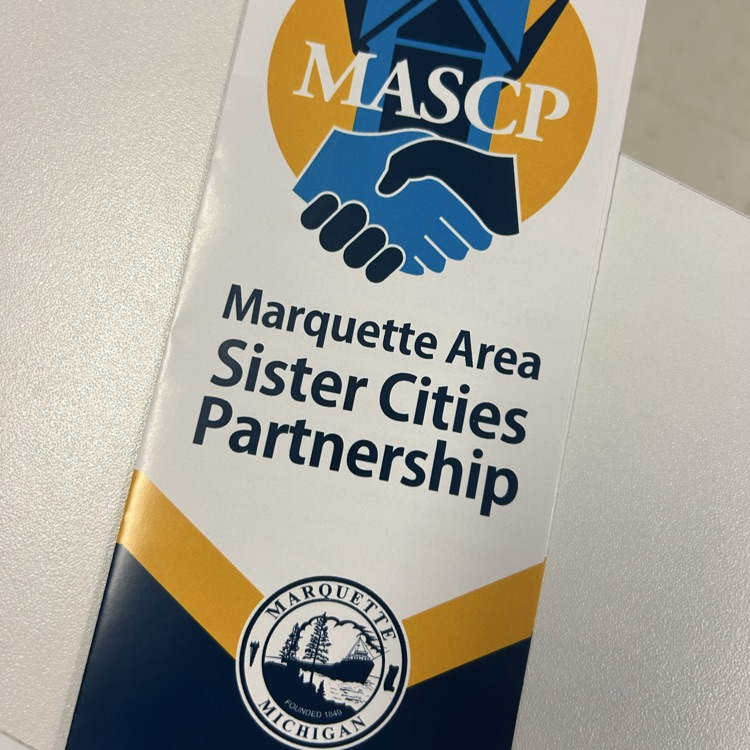 MASCP
Marquette Area
Sister Cities
Partnership
MARQUETTE
FOUNDED 1849
MICHIGAN